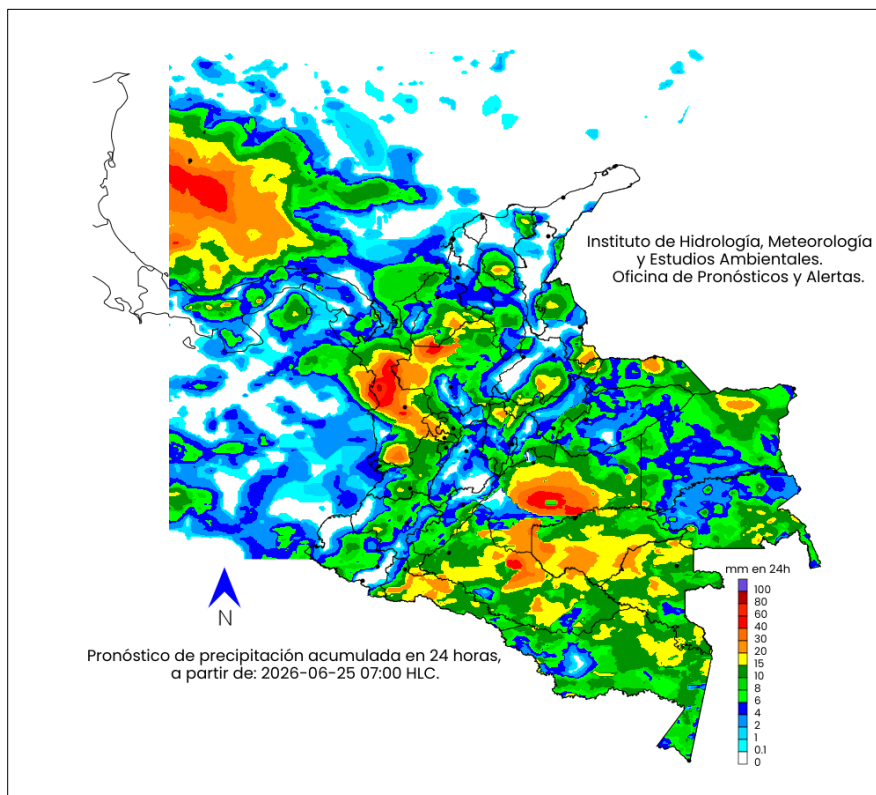 Instituto de Hidrología, Meteorología
y Estudios Ambientales.
Oficina de Pronósticos y Alertas.
mm en 24h
100
80
60
40
30
20
15
10
8
6
4
2
1
0.1
0
N
Pronóstico de precipitación acumulada en 24 horas,
a partir de: 2026-06-25 07:00 HLC.